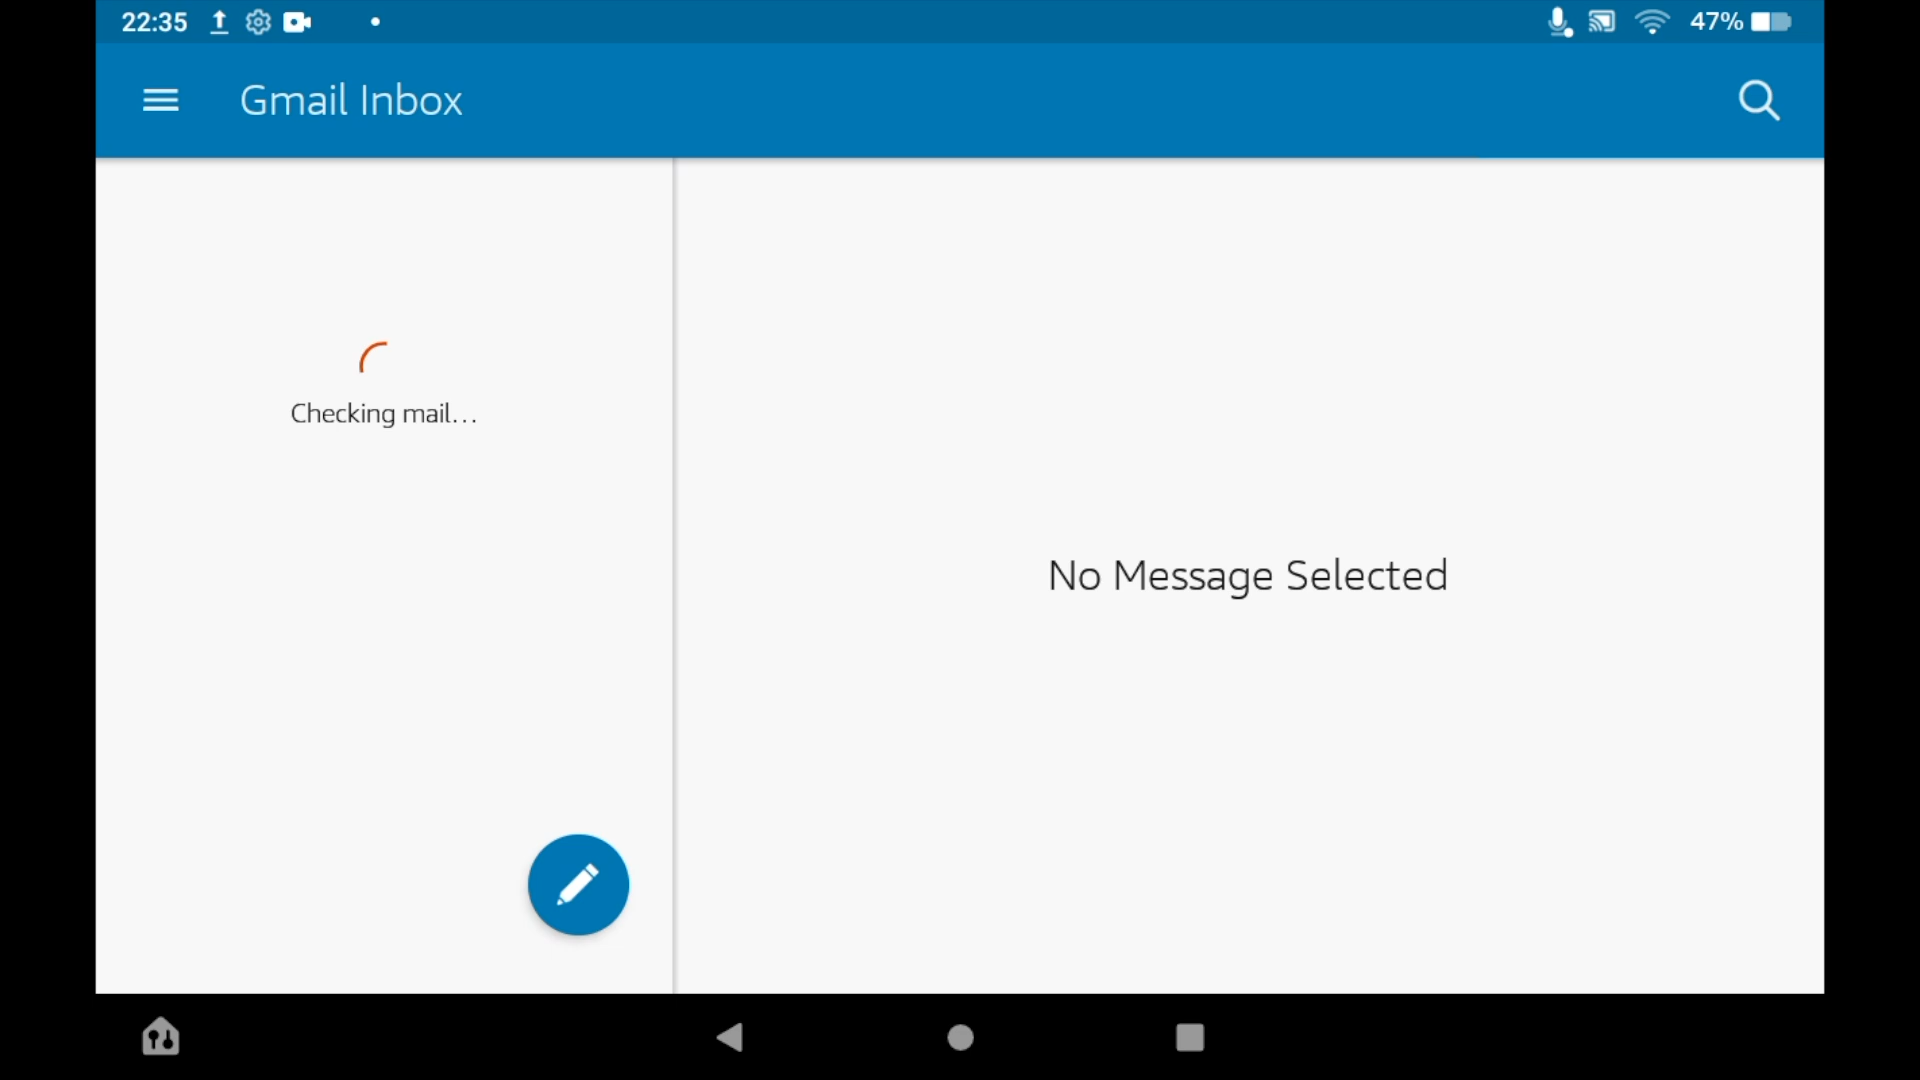 22:35
47%
Gmail Inbox
Checking mail...
No Message Selected